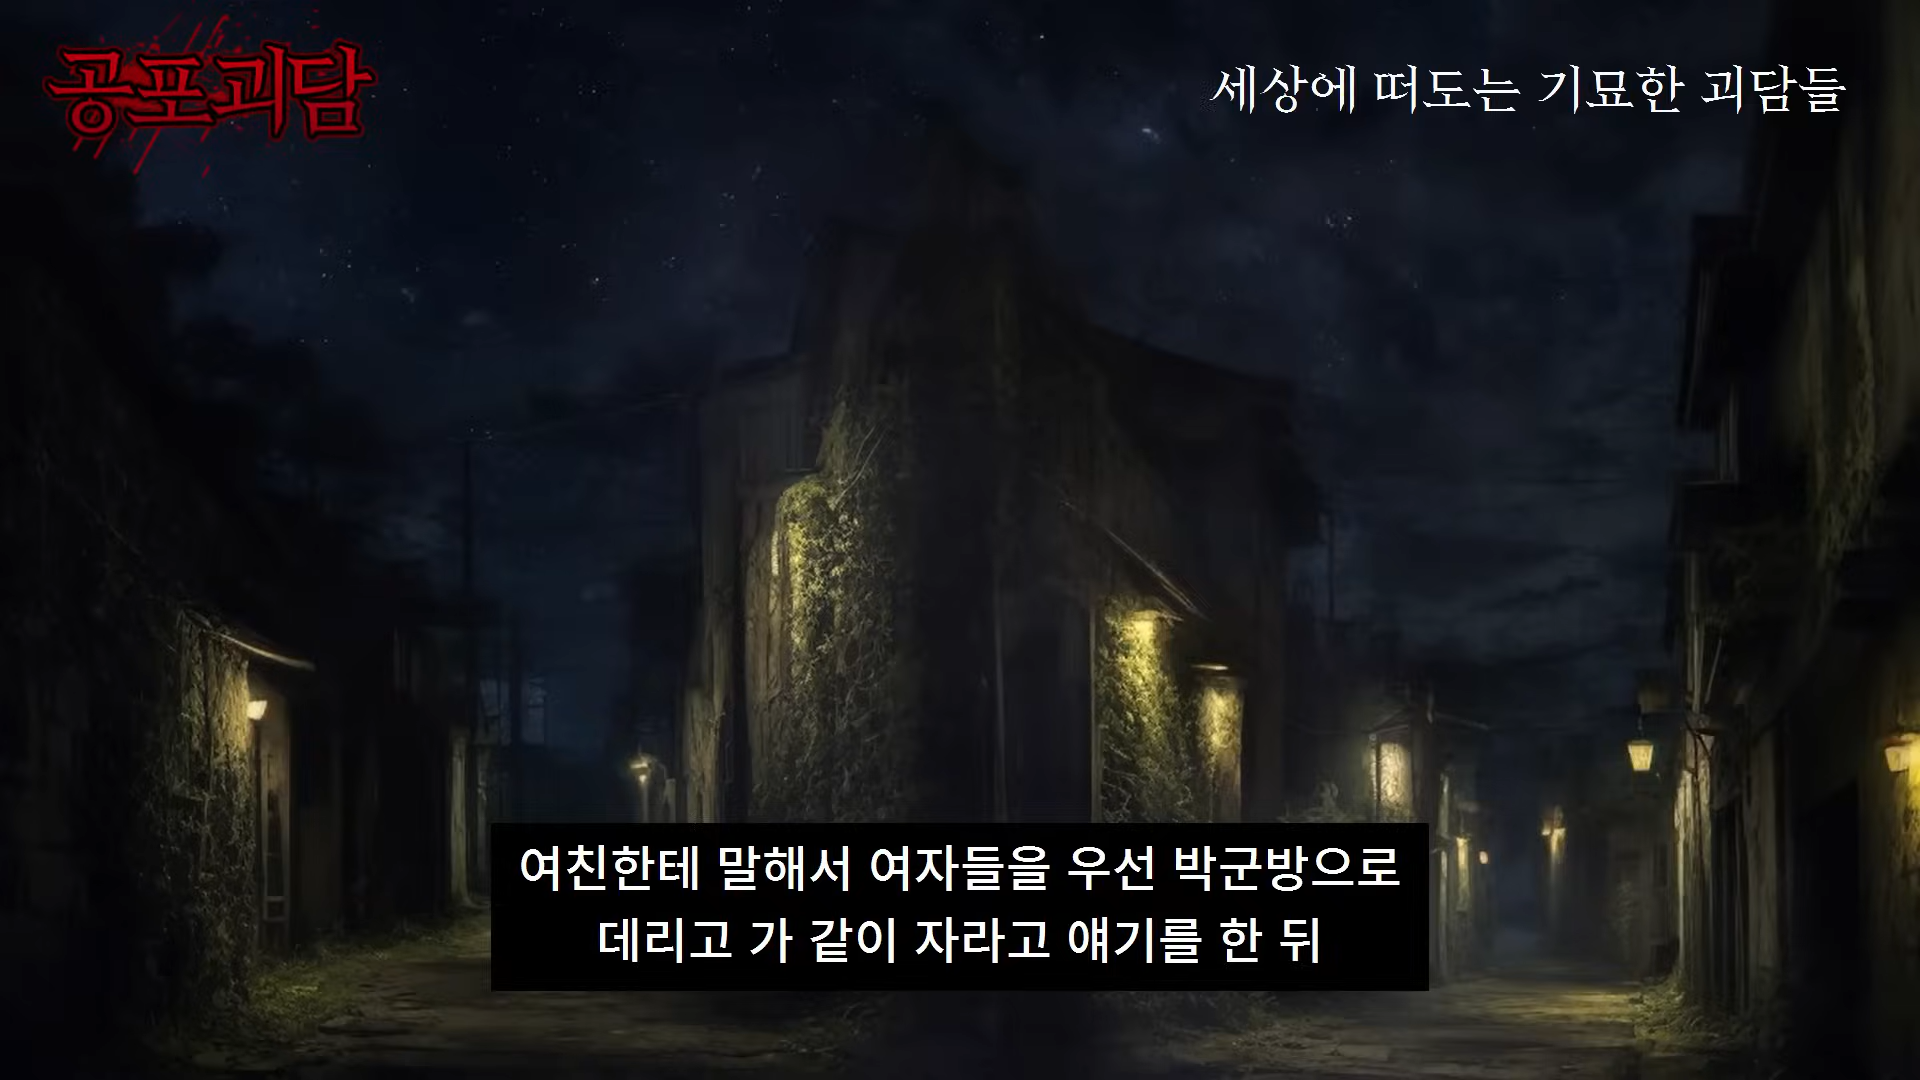 공포괴담
세상에 떠도는 기묘한 괴담들
여친한테 말해서 여자들을 우선 박군방으로
데리고 가 같이 자라고 얘기를 한 뒤